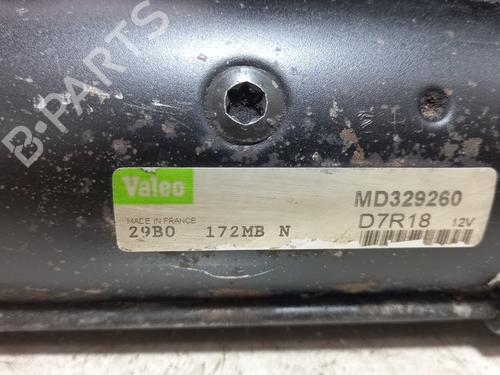 B-PARTS
Valeo
MD329260
MADE IN FRANCE
D7R18 12V
29B0 172MB N